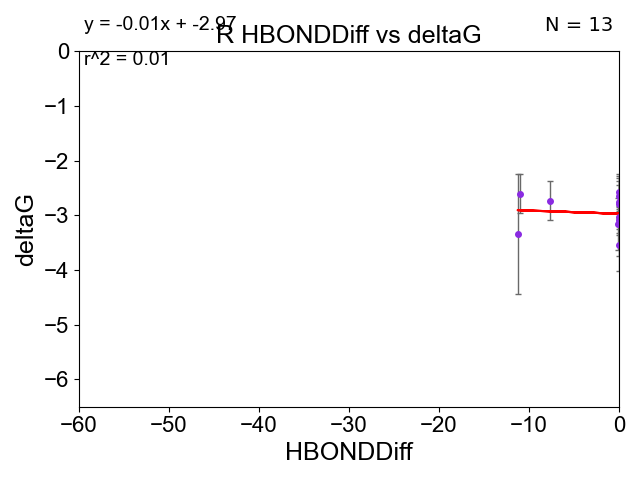 y = -0.01x + -2.97
N = 13
R HBONDDiff vs deltaG
r^2 = 0.01
0
−1
−2
−3
−4
−5
−6
deltaG
−60
−50
−40
−30
−20
−10
0
HBONDDiff